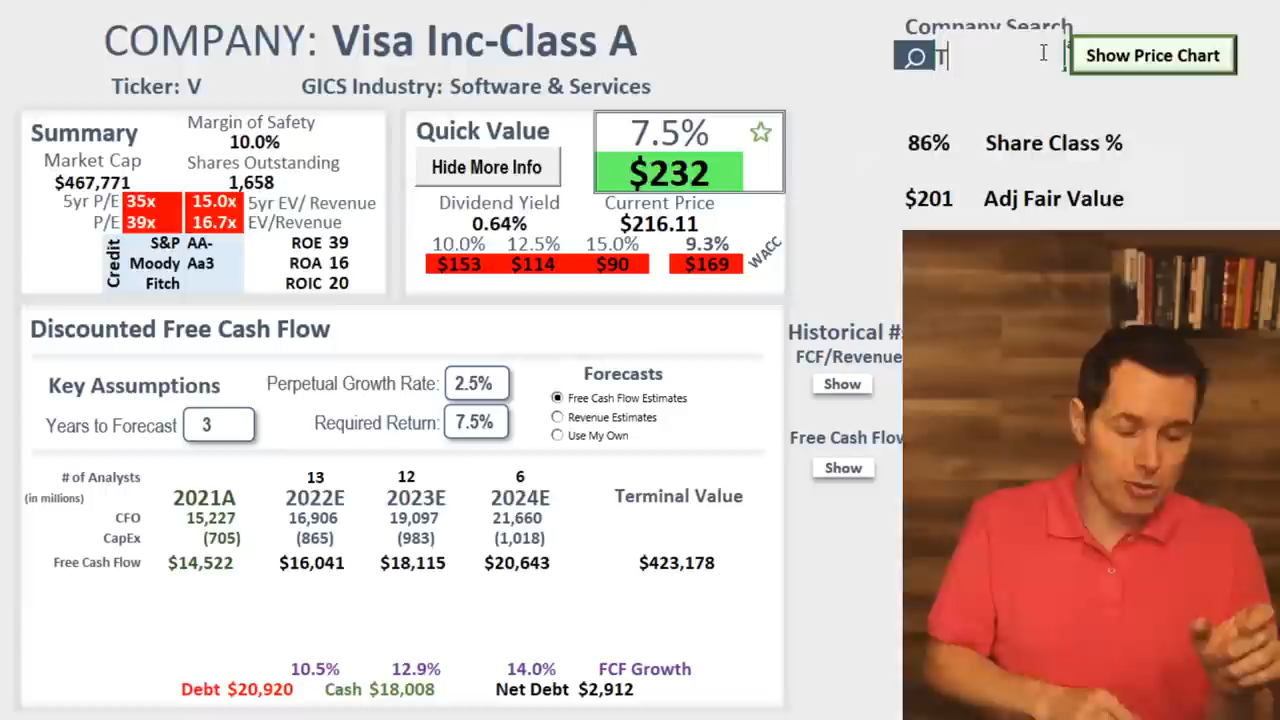 COMPANY: Visa Inc-Class A
Ticker: V GICS Industry: Software & Services
Company Search
T
Show Price Chart
86% Share Class %
$201 Adj Fair Value
Summary
Margin of Safety
10.0%
Market Cap
$467,771
Shares Outstanding
1,658
5yr P/E 35x 15.0x 5yr EV/ Revenue
P/E 39x 16.7x EV/Revenue
Credit
S&P AA- ROE 39
Moody Aa3 ROA 16
Fitch ROIC 20
Quick Value
Hide More Info
7.5%
$232
Dividend Yield
0.64%
Current Price
$216.11
10.0% 12.5% 15.0% 9.3%
$153 $114 $90 $169
WACC
Discounted Free Cash Flow
Key Assumptions
Years to Forecast 3
Perpetual Growth Rate: 2.5%
Required Return: 7.5%
Forecasts
Free Cash Flow Estimates
Revenue Estimates
Use My Own
# of Analysts 13 12 6
(in millions) 2021A 2022E 2023E 2024E Terminal Value
CFO 15,227 16,906 19,097 21,660
CapEx (705) (865) (983) (1,018)
Free Cash Flow $14,522 $16,041 $18,115 $20,643 $423,178
10.5% 12.9% 14.0% FCF Growth
Debt $20,920 Cash $18,008 Net Debt $2,912
Historical #
FCF/Revenue
Show
Free Cash Flow
Show